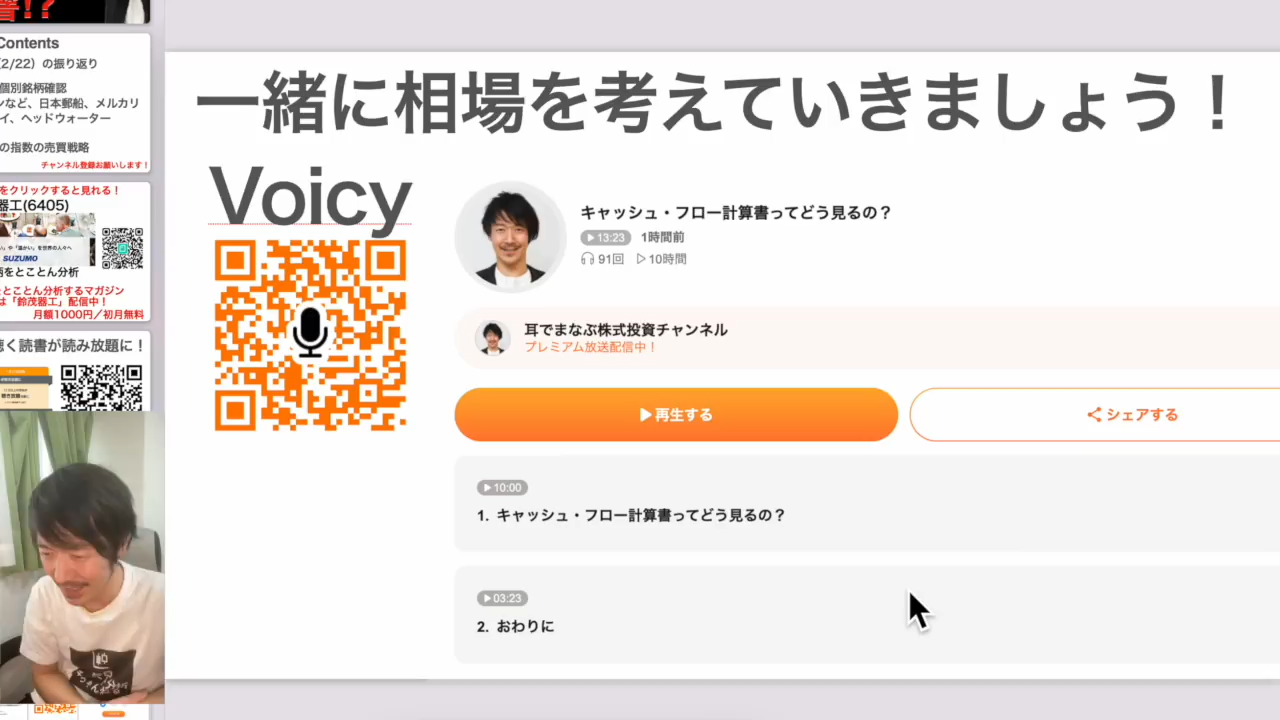 響!?
Contents
(2/22）の振り返り
個別銘柄確認
ンなど、日本郵船、メルカリ
イ、ヘッドウォーター
の指数の売買戦略
チャンネル登録お願いします！
をクリックすると見れる！
器工(6405)
SUZUMO
柄をとことん分析
をとことん分析するマガジン
は「鈴茂器工」配信中！
月額1000円／初月無料
聴く読書が読み放題に！
一緒に相場を考えていきましょう！
Voicy
キャッシュ・フロー計算書ってどう見るの？
13:23 1時間前
91回 10時間
耳でまなぶ株式投資チャンネル
プレミアム放送配信中！
再生する
シェアする
10:00
1. キャッシュ・フロー計算書ってどう見るの？
03:23
2. おわりに